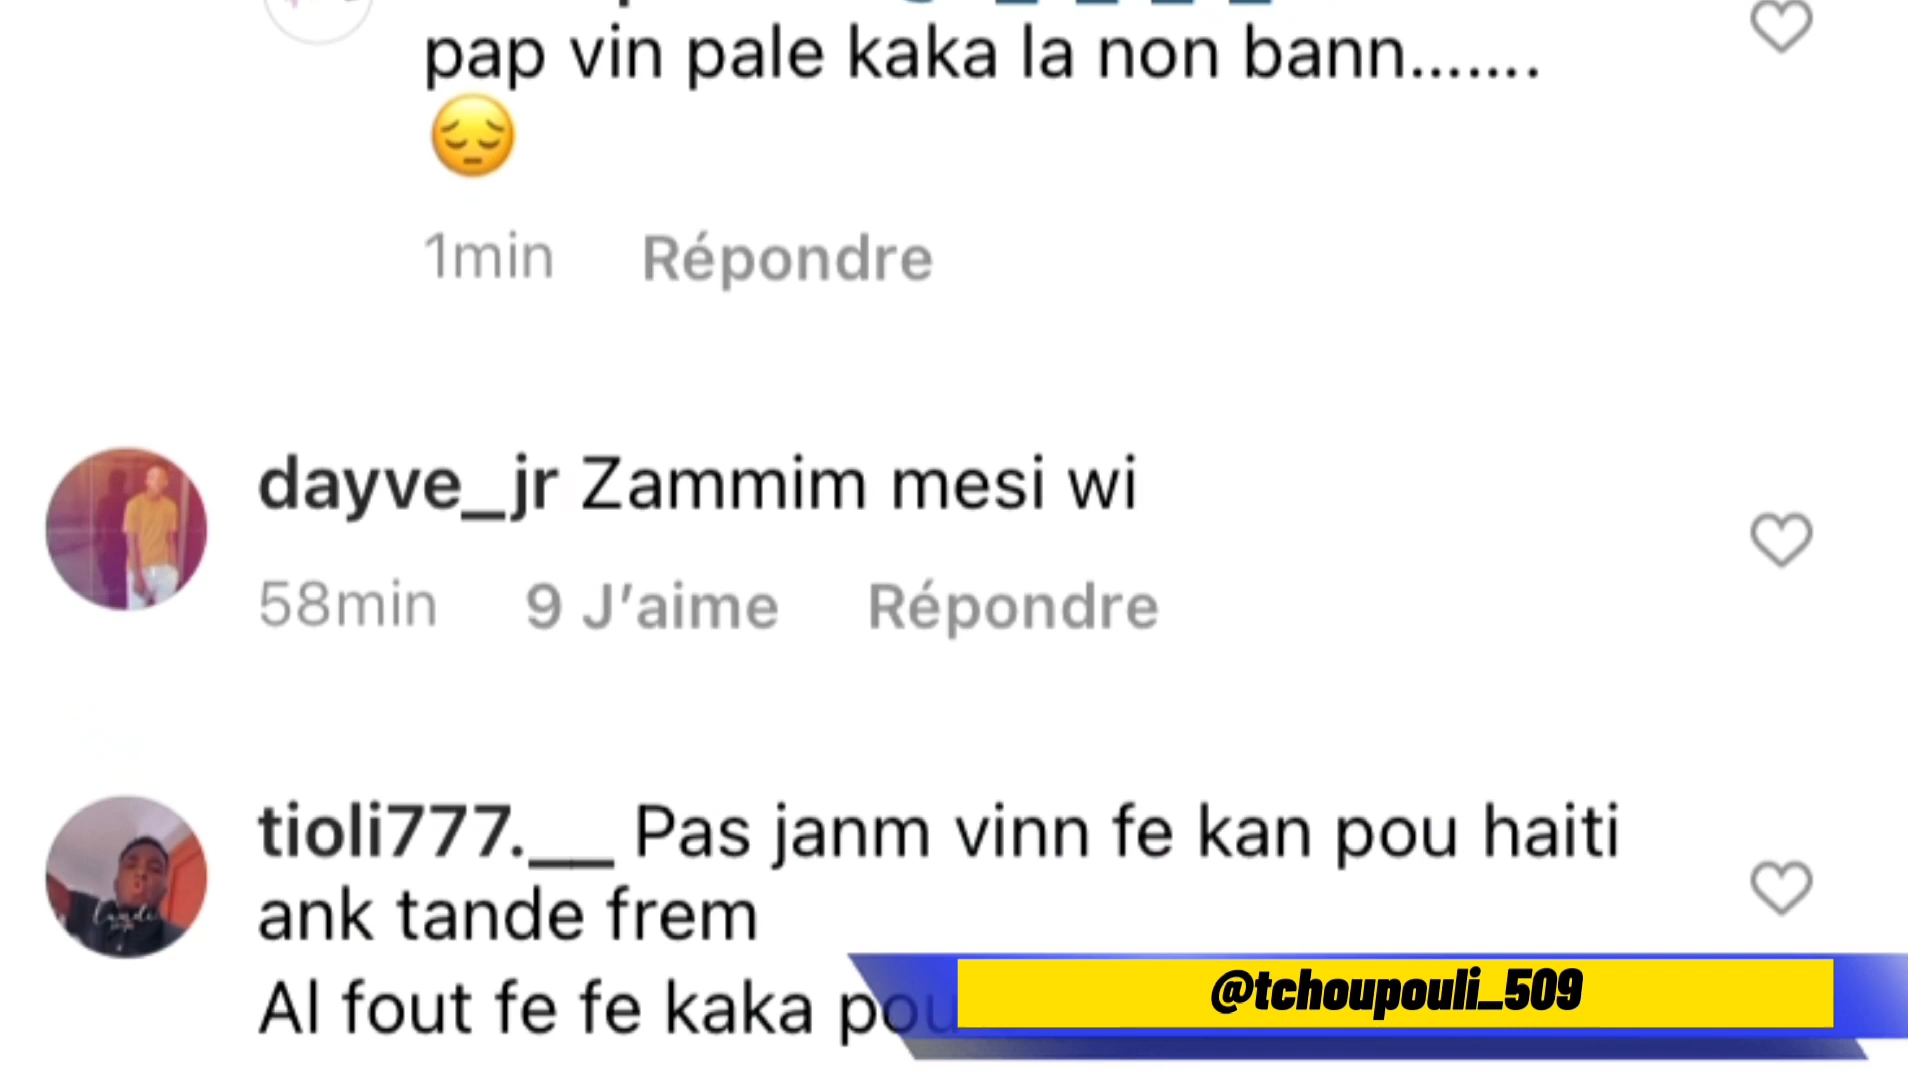 pap vin pale kaka la non bann.......
1min Répondre
dayve_jr Zammim mesi wi
58min 9 J’aime Répondre
tioli777.__ Pas janm vinn fe kan pou haiti
ank tande frem
Al fout fe fe kaka pou
@tchoupouli_509